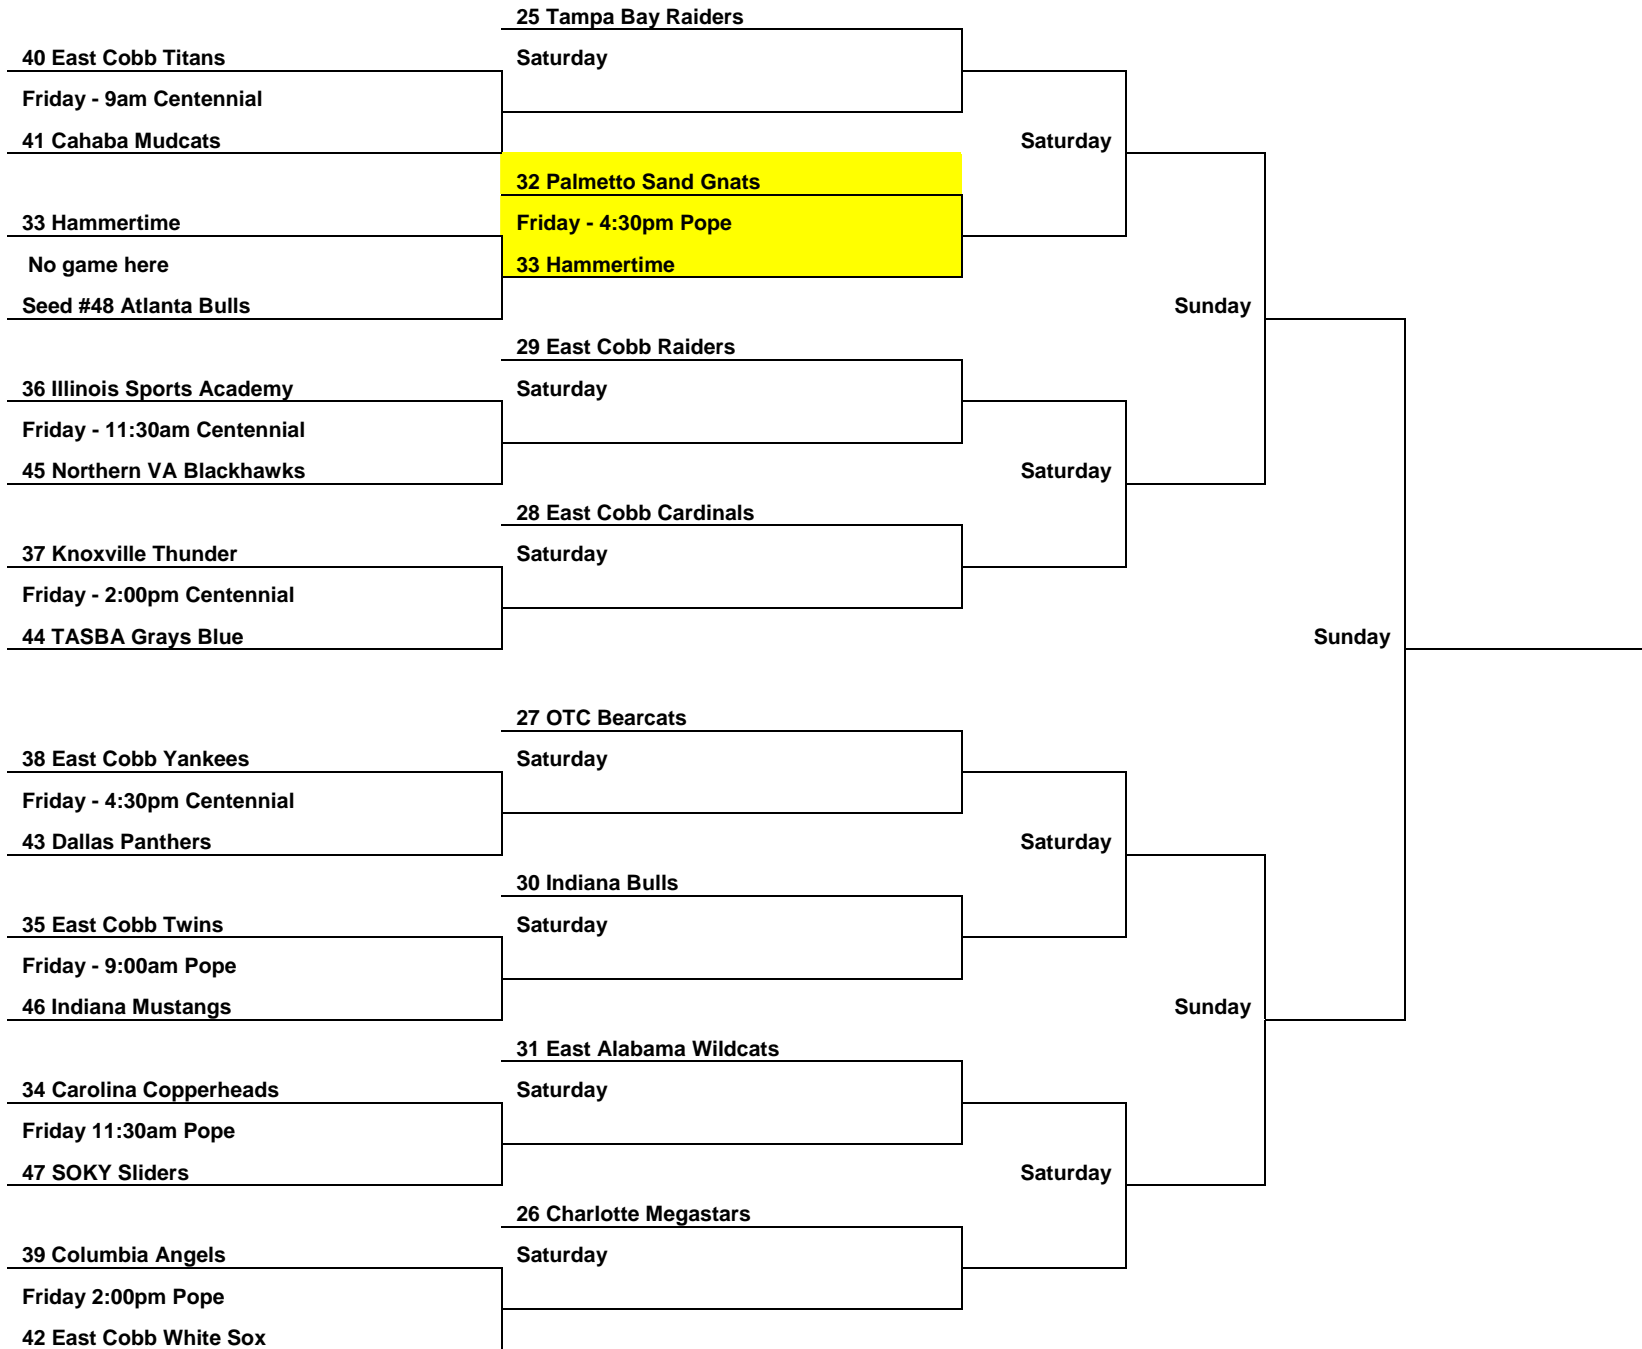 25 Tampa Bay Raiders
40 East Cobb Titans
Saturday
Friday - 9am Centennial
41 Cahaba Mudcats
Saturday
32 Palmetto Sand Gnats
33 Hammertime
Friday - 4:30pm Pope
No game here
33 Hammertime
Seed #48 Atlanta Bulls
Sunday
29 East Cobb Raiders
36 Illinois Sports Academy
Saturday
Friday - 11:30am Centennial
45 Northern VA Blackhawks
Saturday
28 East Cobb Cardinals
37 Knoxville Thunder
Saturday
Friday - 2:00pm Centennial
44 TASBA Grays Blue
Sunday
27 OTC Bearcats
38 East Cobb Yankees
Saturday
Friday - 4:30pm Centennial
43 Dallas Panthers
Saturday
30 Indiana Bulls
35 East Cobb Twins
Saturday
Friday - 9:00am Pope
46 Indiana Mustangs
Sunday
31 East Alabama Wildcats
34 Carolina Copperheads
Saturday
Friday 11:30am Pope
47 SOKY Sliders
Saturday
26 Charlotte Megastars
39 Columbia Angels
Saturday
Friday 2:00pm Pope
42 East Cobb White Sox